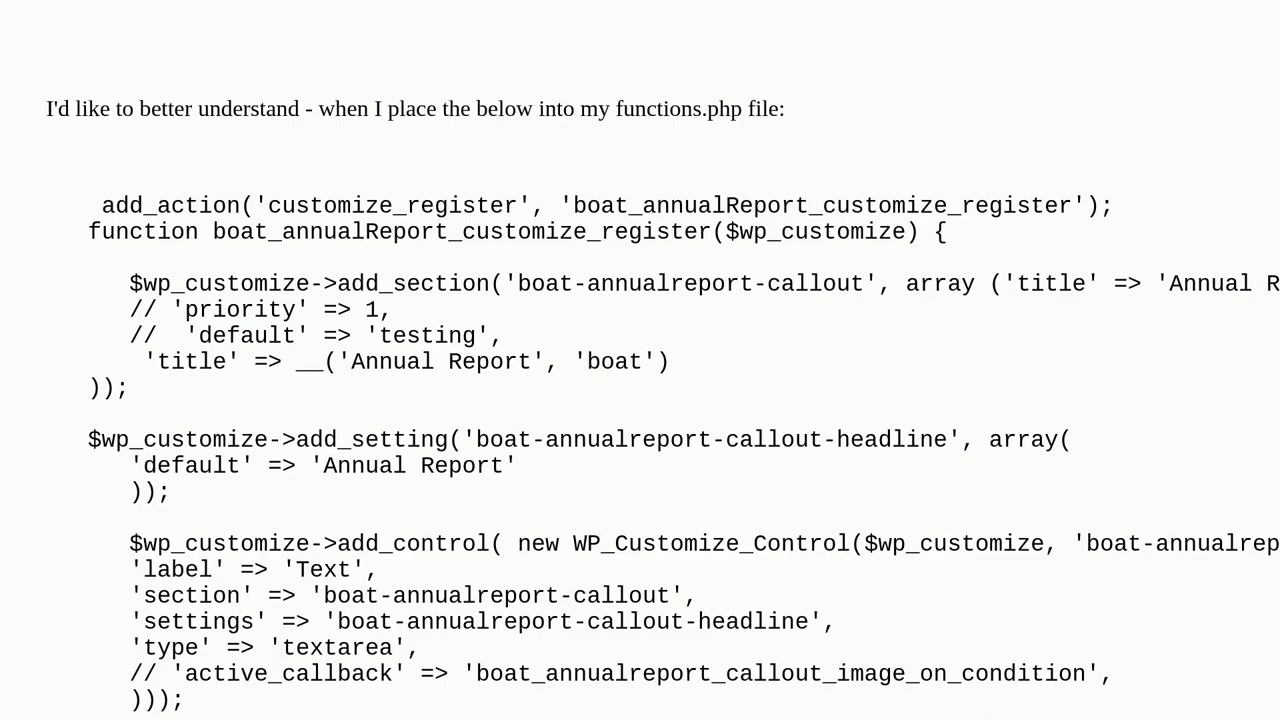 I'd like to better understand - when I place the below into my functions.php file:
add_action('customize_register', 'boat_annualReport_customize_register');
function boat_annualReport_customize_register($wp_customize) {
$wp_customize->add_section('boat-annualreport-callout', array ('title' => 'Annual R
// 'priority' => 1,
//  'default' => 'testing',
'title' => __('Annual Report', 'boat')
));
$wp_customize->add_setting('boat-annualreport-callout-headline', array(
'default' => 'Annual Report'
));
$wp_customize->add_control( new WP_Customize_Control($wp_customize, 'boat-annualrep
'label' => 'Text',
'section' => 'boat-annualreport-callout',
'settings' => 'boat-annualreport-callout-headline',
'type' => 'textarea',
// 'active_callback' => 'boat_annualreport_callout_image_on_condition',
)));